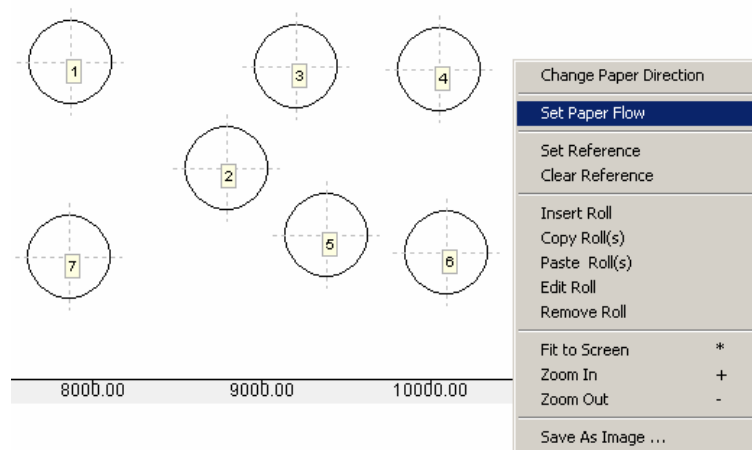 1
3
4
2
5
6
7
8000.00
9000.00
10000.00
Change Paper Direction
Set Paper Flow
Set Reference
Clear Reference
Insert Roll
Copy Roll(s)
Paste Roll(s)
Edit Roll
Remove Roll
Fit to Screen *
Zoom In +
Zoom Out -
Save As Image ...